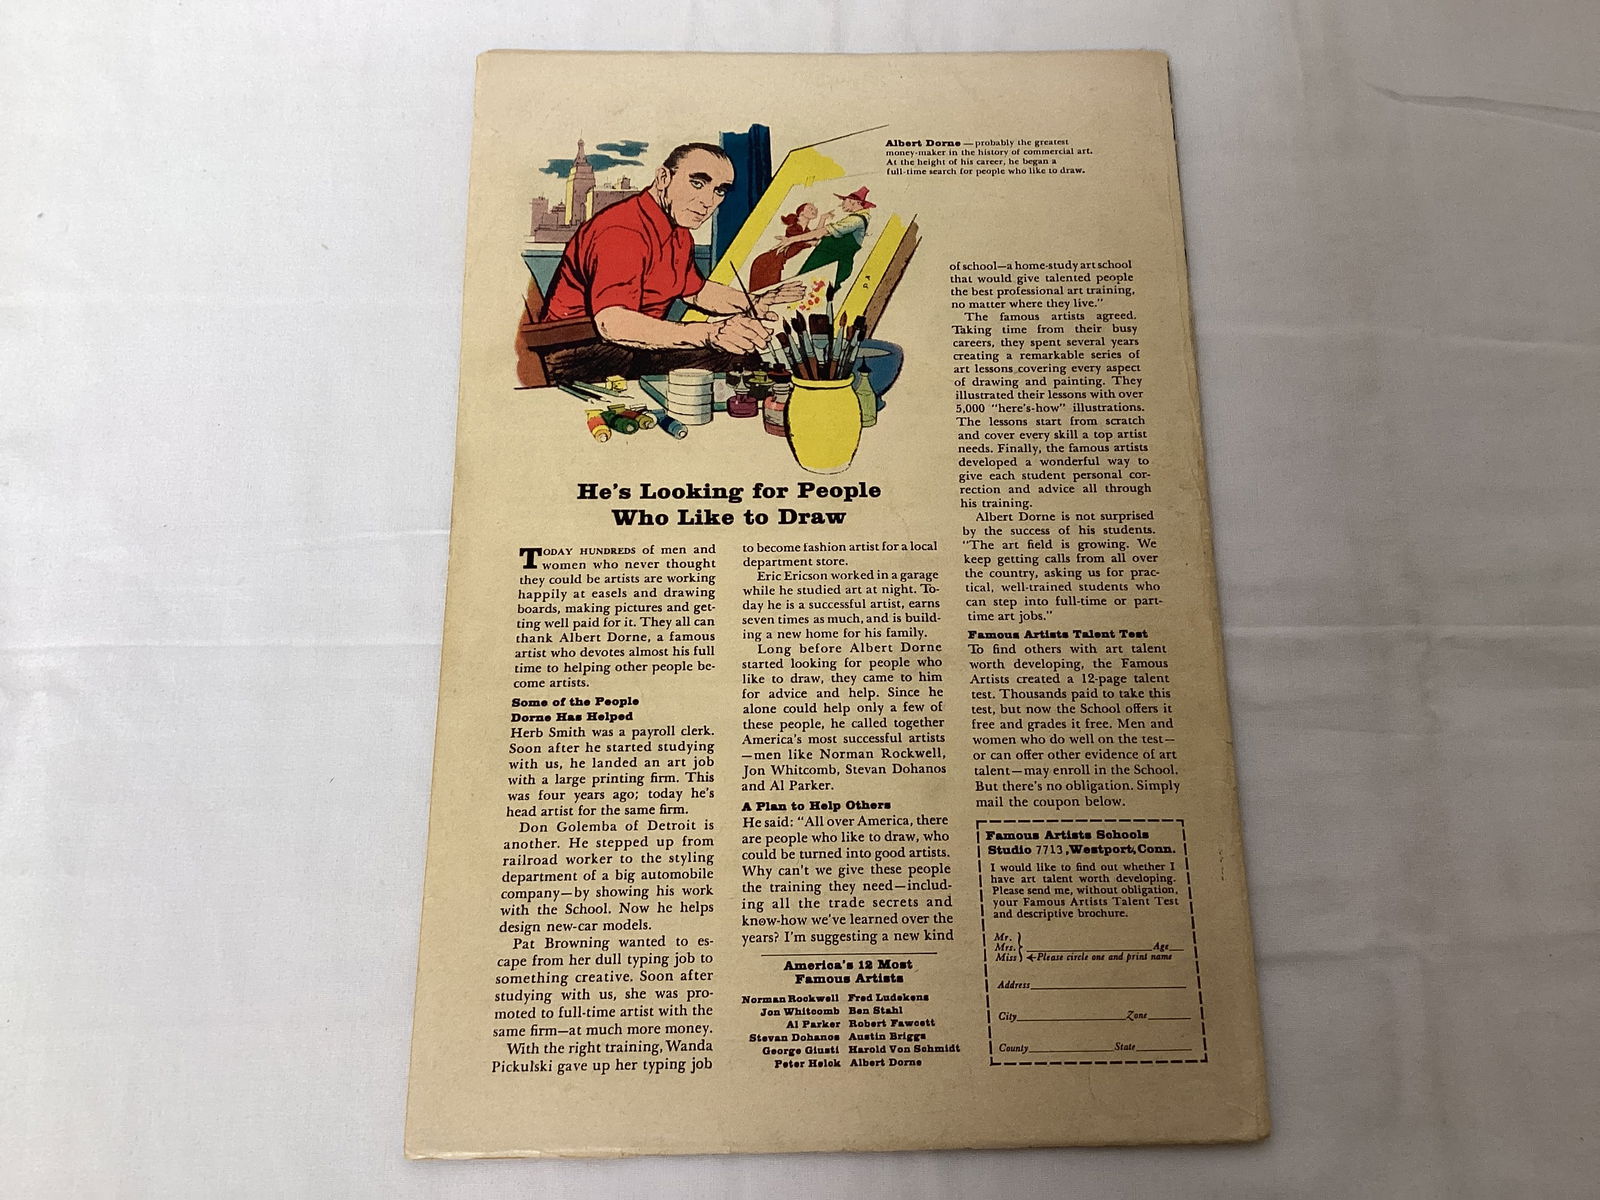 Albert Dorne — probably the greatest
money-maker in the history of commercial art.
At the height of his career, he began a
full-time search for people who like to draw.
He's Looking for People
Who Like to Draw
TODAY HUNDREDS of men and
women who never thought
they could be artists are working
happily at easels and drawing
boards, making pictures and get-
ting well paid for it. They all can
thank Albert Dorne, a famous
artist who devotes almost his full
time to helping other people be-
come artists.
Some of the People
Dorne Has Helped
Herb Smith was a payroll clerk.
Soon after he started studying
with us, he landed an art job
with a large printing firm. This
was four years ago; today he's
head artist for the same firm.
Don Golemba of Detroit is
another. He stepped up from
railroad worker to the styling
department of a big automobile
company—by showing his work
with the School. Now he helps
design new-car models.
Pat Browning wanted to es-
cape from her dull typing job to
something creative. Soon after
studying with us, she was pro-
moted to full-time artist with the
same firm—at much more money.
With the right training, Wanda
Pickulski gave up her typing job
to become fashion artist for a local
department store.
Eric Ericson worked in a garage
while he studied art at night. To-
day he is a successful artist, earns
seven times as much, and is build-
ing a new home for his family.
Long before Albert Dorne
started looking for people who
like to draw, they came to him
for advice and help. Since he
alone could help only a few of
these people, he called together
America's most successful artists
—men like Norman Rockwell,
Jon Whitcomb, Stevan Dohanos
and Al Parker.
A Plan to Help Others
He said: "All over America, there
are people who like to draw, who
could be turned into good artists.
Why can't we give these people
the training they need—includ-
ing all the trade secrets and
know-how we've learned over the
years? I'm suggesting a new kind
America's 12 Most
Famous Artists
Norman Rockwell Fred Ludekens
Jon Whitcomb Ben Stahl
Al Parker Robert Fawcett
Stevan Dohanos Austin Briggs
George Giusti Harold Von Schmidt
Peter Helck Albert Dorne
of school—a home-study art school
that would give talented people
the best professional art training,
no matter where they live."
The famous artists agreed.
Taking time from their busy
careers, they spent several years
creating a remarkable series of
art lessons covering every aspect
of drawing and painting. They
illustrated their lessons with over
5,000 "here's-how" illustrations.
The lessons start from scratch
and cover every skill a top artist
needs. Finally, the famous artists
developed a wonderful way to
give each student personal cor-
rection and advice all through
his training.
Albert Dorne is not surprised
by the success of his students.
"The art field is growing. We
keep getting calls from all over
the country, asking us for prac-
tical, well-trained students who
can step into full-time or part-
time art jobs."
Famous Artists Talent Test
To find others with art talent
worth developing, the Famous
Artists created a 12-page talent
test. Thousands paid to take this
test, but now the School offers it
free and grades it free. Men and
women who do well on the test—
or can offer other evidence of art
talent—may enroll in the School.
But there's no obligation. Simply
mail the coupon below.
Famous Artists Schools
Studio 7713, Westport, Conn.
I would like to find out whether I
have art talent worth developing.
Please send me, without obligation,
your Famous Artists Talent Test
and descriptive brochure.
Mr.
Mrs. Age
Miss ←Please circle one and print name
Address
City Zone
County State